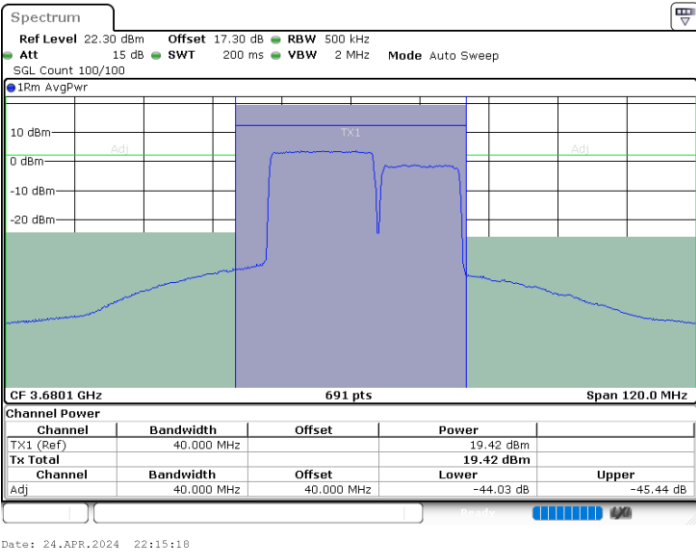 Spectrum
Ref Level 22.30 dBm Offset 17.30 dB RBW 500 kHz
Att 15 dB SWT 200 ms VBW 2 MHz Mode Auto Sweep
SGL Count 100/100
1Rm AvgPwr
10 dBm
TX1
Adj
Adj
0 dBm
-10 dBm
-20 dBm
CF 3.6801 GHz 691 pts Span 120.0 MHz
Channel Power
Channel Bandwidth Offset Power
TX1 (Ref) 40.000 MHz 19.42 dBm
Tx Total 19.42 dBm
Channel Bandwidth Offset Lower Upper
Adj 40.000 MHz 40.000 MHz -44.03 dB -45.44 dB
Ready
Date: 24.APR.2024 22:15:18